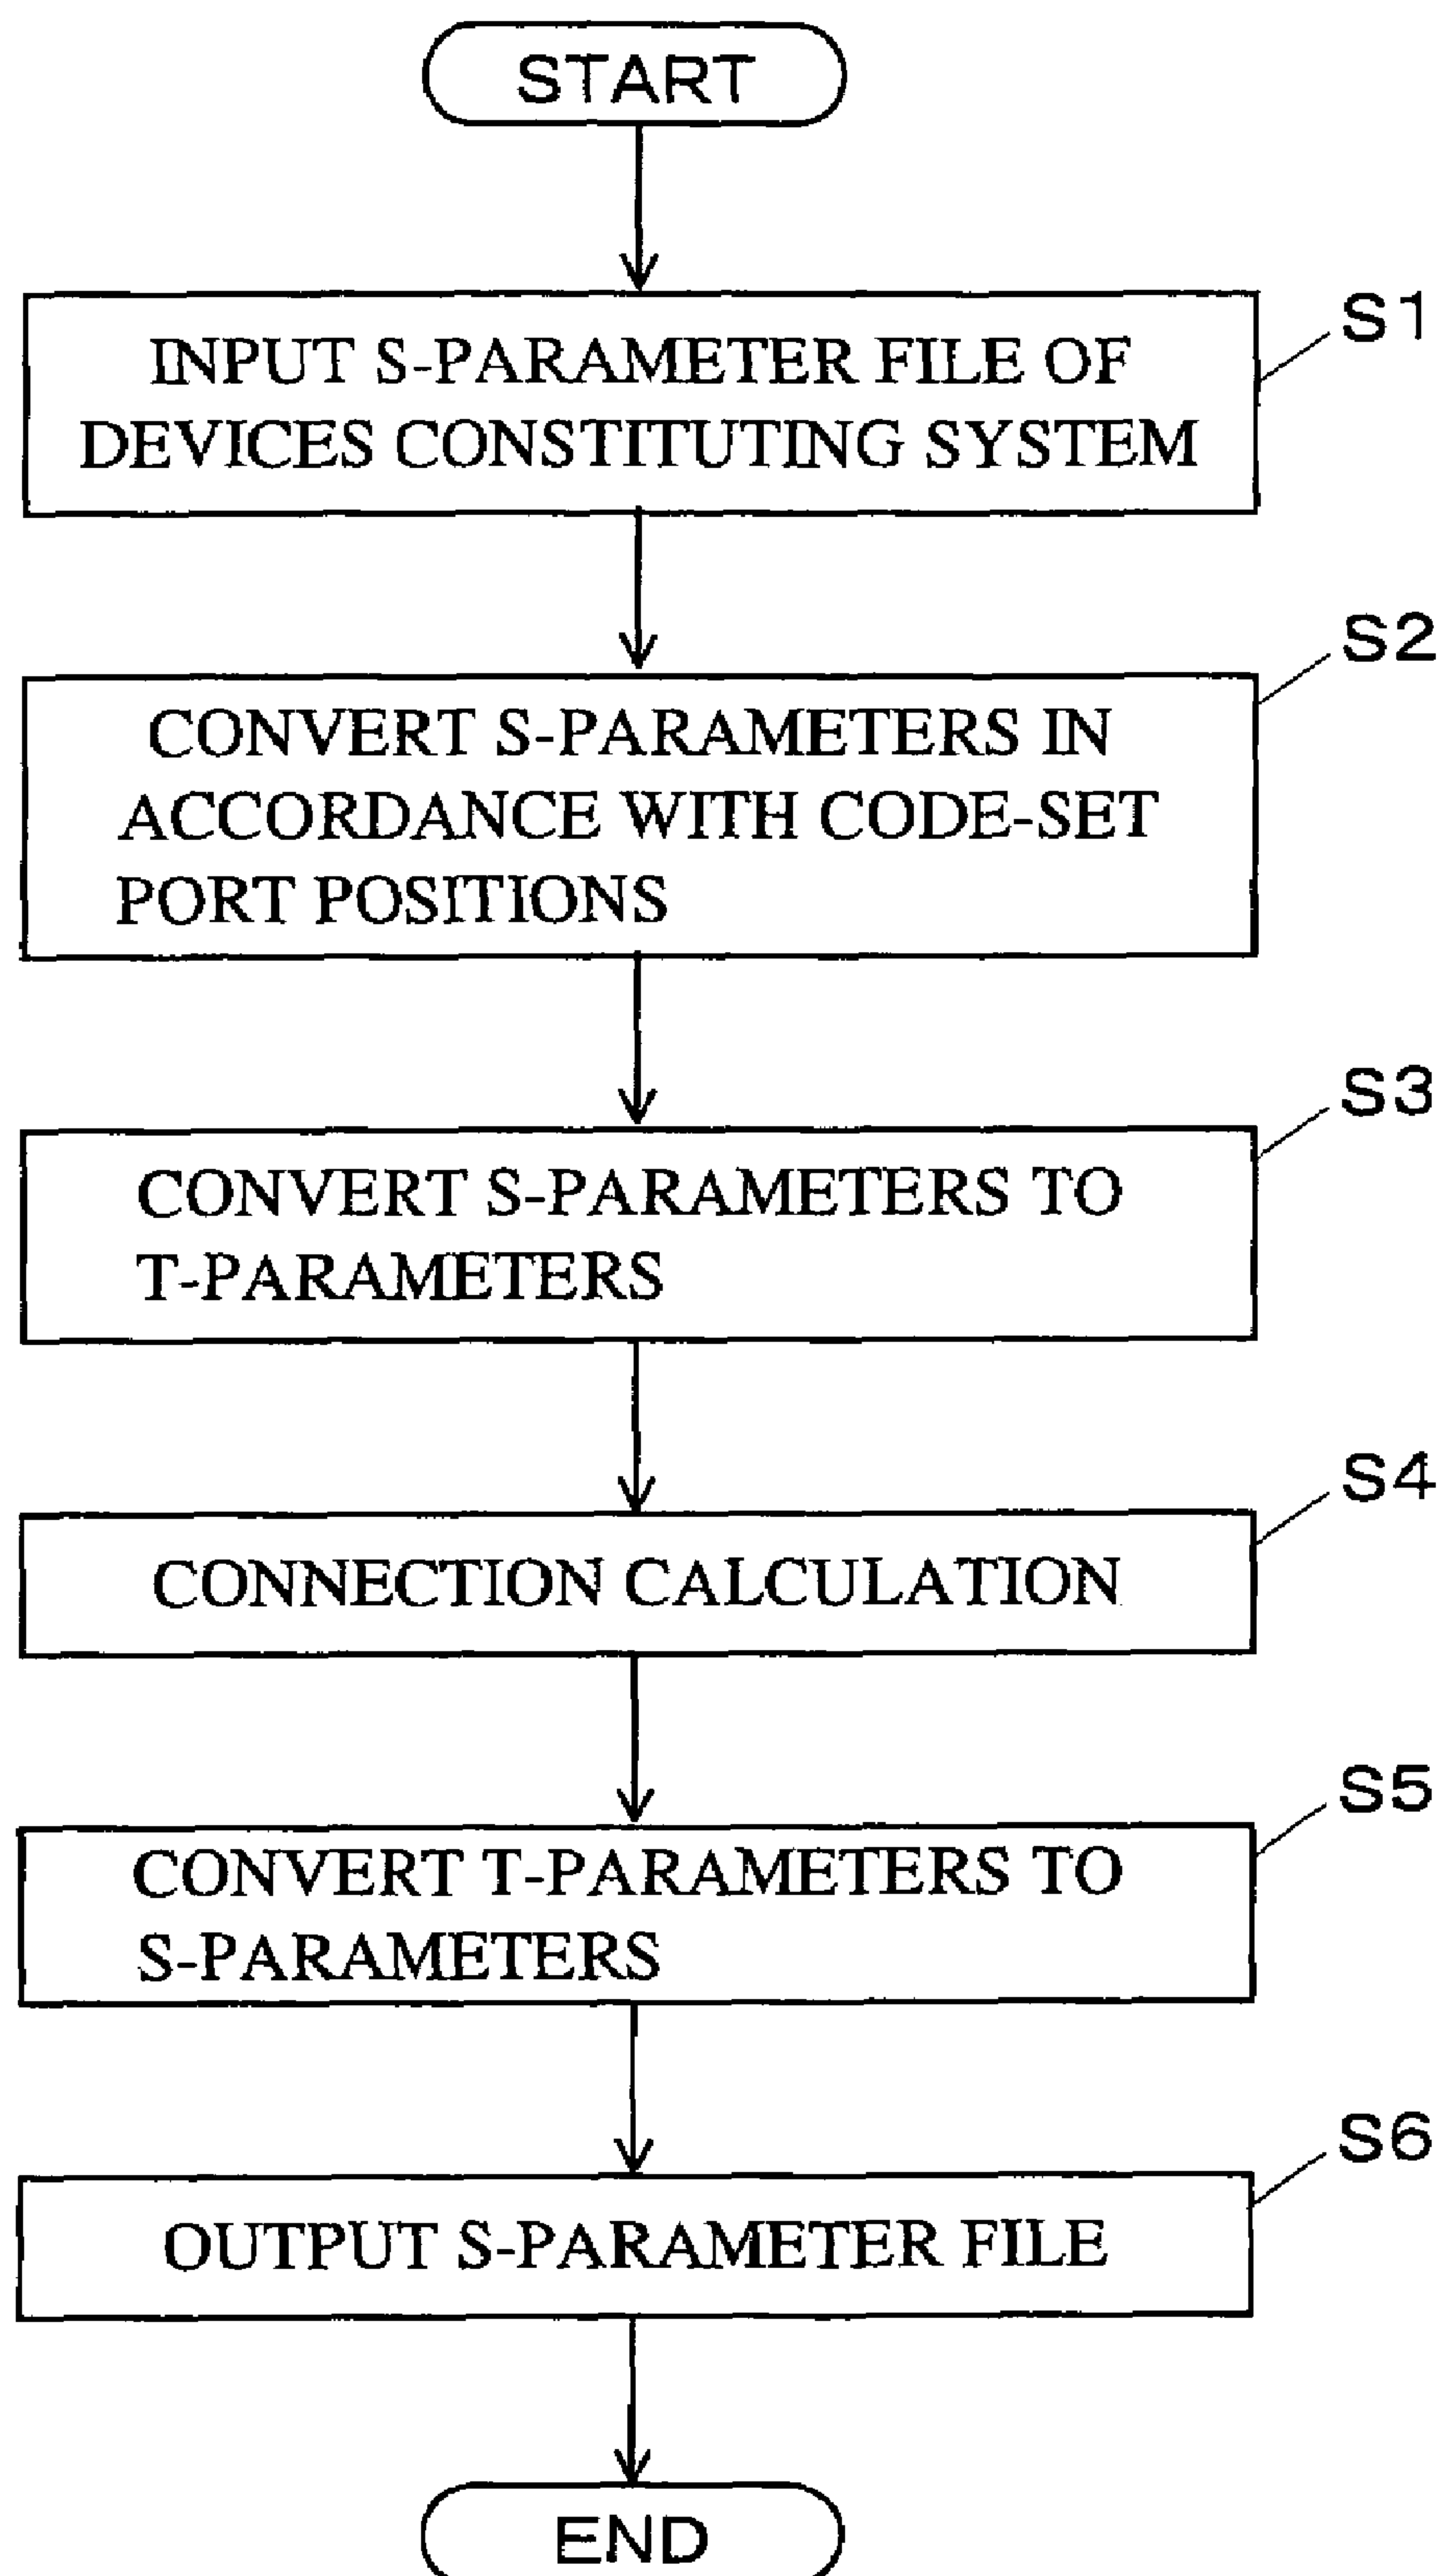 START
S1
INPUT S-PARAMETER FILE OF
DEVICES CONSTITUTING SYSTEM
S2
CONVERT S-PARAMETERS IN
ACCORDANCE WITH CODE-SET
PORT POSITIONS
S3
CONVERT S-PARAMETERS TO
T-PARAMETERS
S4
CONNECTION CALCULATION
S5
CONVERT T-PARAMETERS TO
S-PARAMETERS
S6
OUTPUT S-PARAMETER FILE
END